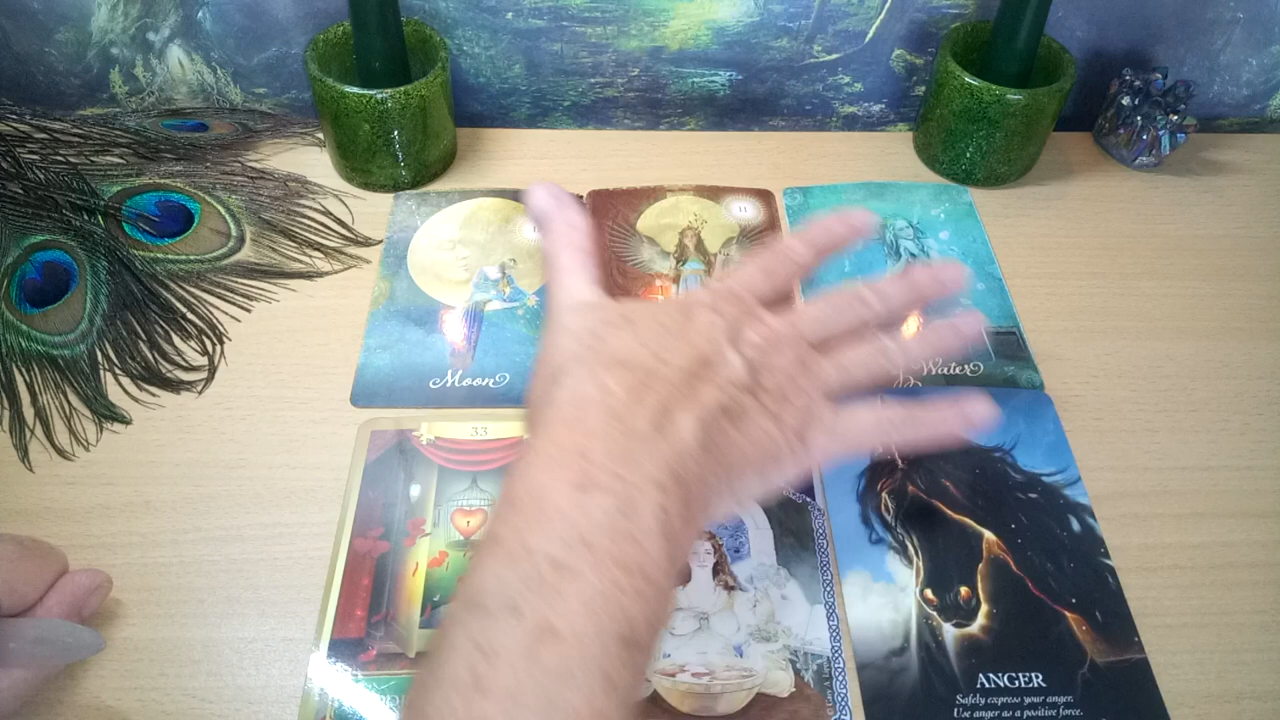 11
Moon
Water
33
ANGER
Safely express your anger.
Use anger as a positive force.